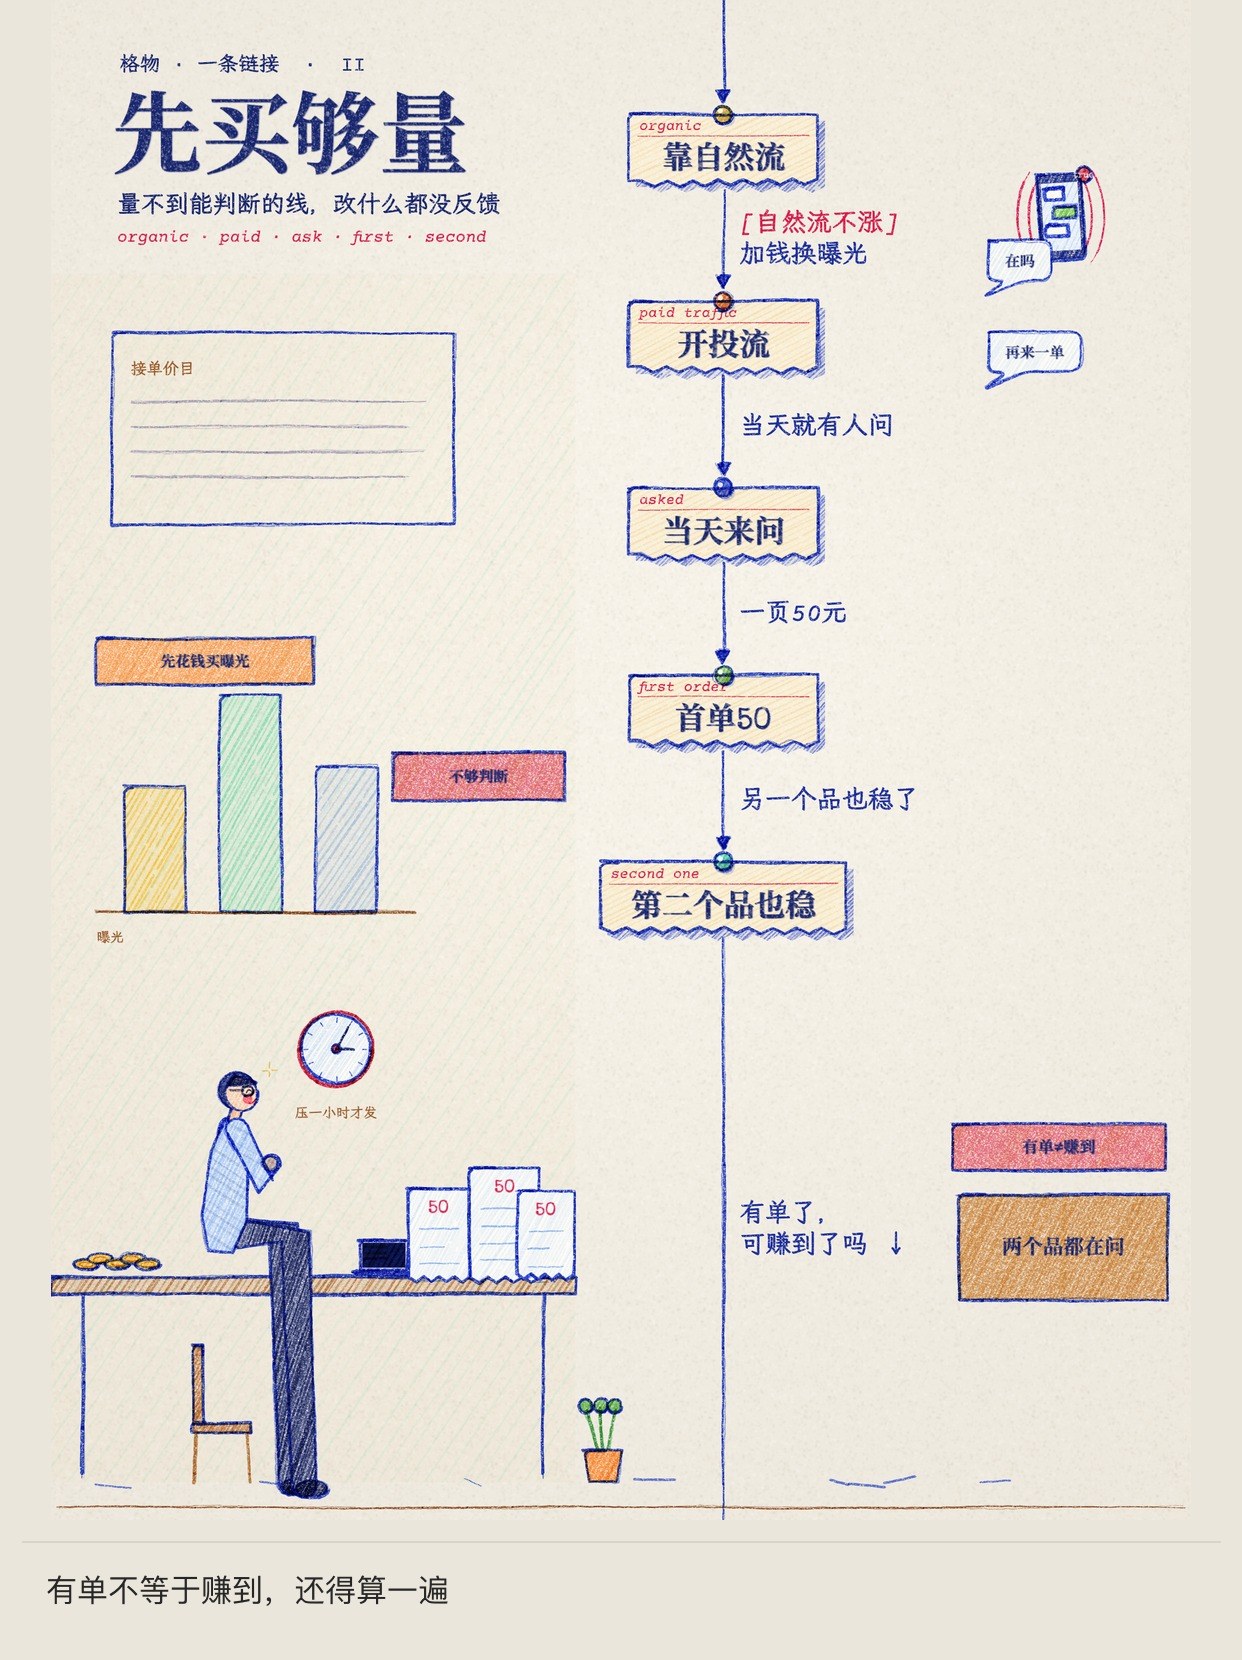 格物 · 一条链接 · II
先买够量
量不到能判断的线，改什么都没反馈
organic · paid · ask · first · second
organic
靠自然流
[自然流不涨]
加钱换曝光
在吗
paid traffic
开投流
再来一单
接单价目
当天就有人问
asked
当天来问
一页50元
先花钱买曝光
first order
首单50
不够判断
另一个品也稳了
second one
第二个品也稳
曝光
压一小时才发
有单≠赚到
50
50
50
有单了，
可赚到了吗 ↓
两个品都在问
有单不等于赚到，还得算一遍